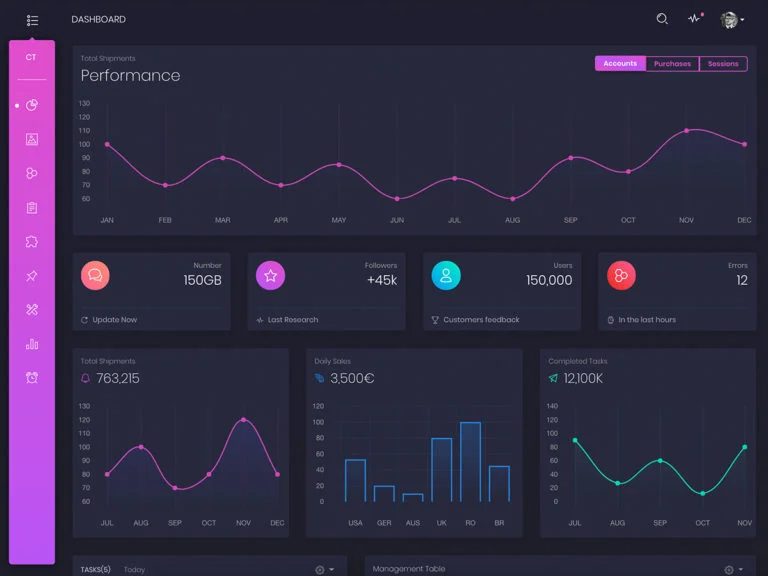 DASHBOARD
CT
Total Shipments
Performance
Accounts Purchases Sessions
130
120
110
100
90
80
70
60
JAN FEB MAR APR MAY JUN JUL AUG SEP OCT NOV DEC
Number
150GB
Update Now
Followers
+45k
Last Research
Users
150,000
Customers feedback
Errors
12
In the last hours
Total Shipments
763,215
130
120
110
100
90
80
70
60
JUL AUG SEP OCT NOV DEC
Daily Sales
3,500€
120
100
80
60
40
20
0
USA GER AUS UK RO BR
Completed Tasks
12,100K
140
120
100
80
60
40
20
0
JUL AUG SEP OCT NOV
TASKS(5) Today
Management Table